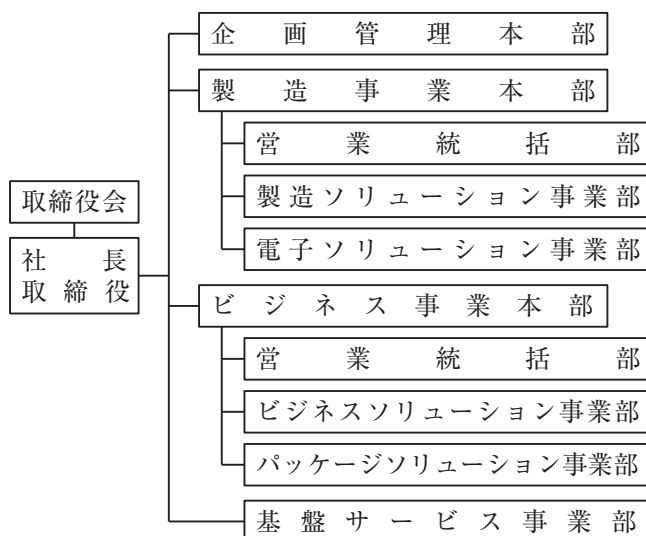 企画管理本部
製造事業本部
営業統括部
製造ソリューション事業部
電子ソリューション事業部
取締役会
社長
取締役
ビジネス事業本部
営業統括部
ビジネスソリューション事業部
パッケージソリューション事業部
基盤サービス事業部